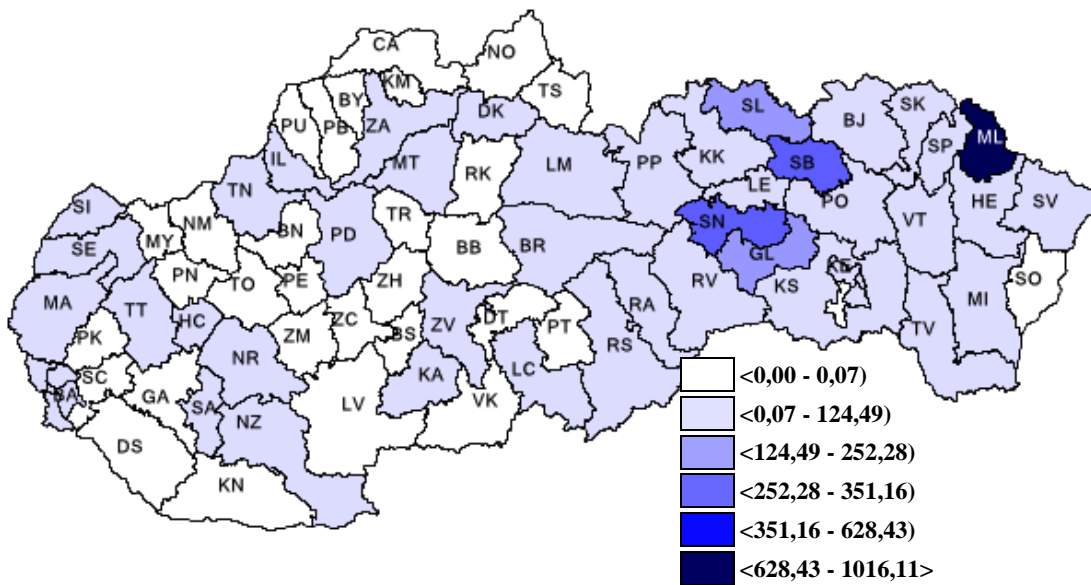 CA
NO
KM
TS
BY
PU
PB
ZA
DK
SL
SK
BJ
ML
IL
MT
RK
LM
PP
KK
SB
SP
TN
LE
PO
HE
SV
SI
NM
MY
BN
PD
TR
BB
BR
SN
VT
SE
GL
KE
SO
PN
TO
PE
ZH
RV
KS
MI
MA
TT
HC
ZM
ZC
BS
ZV
DT
PT
RA
TV
PK
NR
RS
SC
BA
GA
SA
NZ
LV
KA
VK
LC
DS
KN
<0,00 - 0,07)
<0,07 - 124,49)
<124,49 - 252,28)
<252,28 - 351,16)
<351,16 - 628,43)
<628,43 - 1016,11>